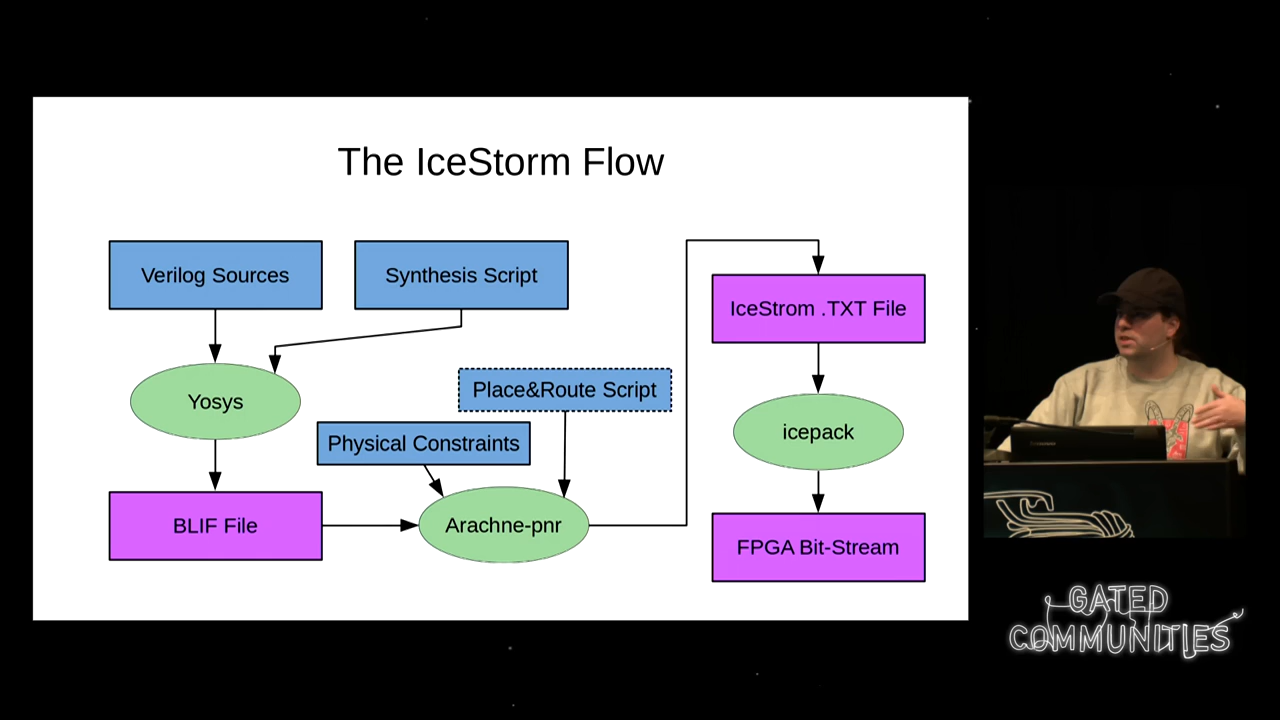 The IceStorm Flow
Verilog Sources
Synthesis Script
IceStrom .TXT File
Place&Route Script
Yosys
Physical Constraints
icepack
BLIF File
Arachne-pnr
FPGA Bit-Stream
GATED
COMMUNITIES